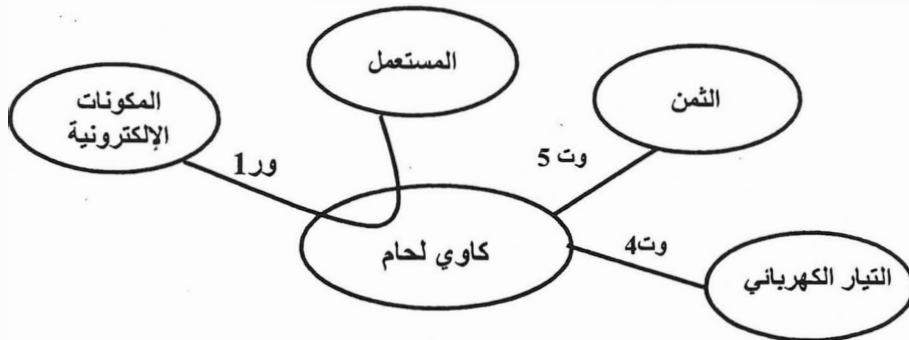 المستعمل
الثمن
المكونات
الإلكترونية
ور1
وت 5
كاوي لحام
وت4
التيار الكهربائي